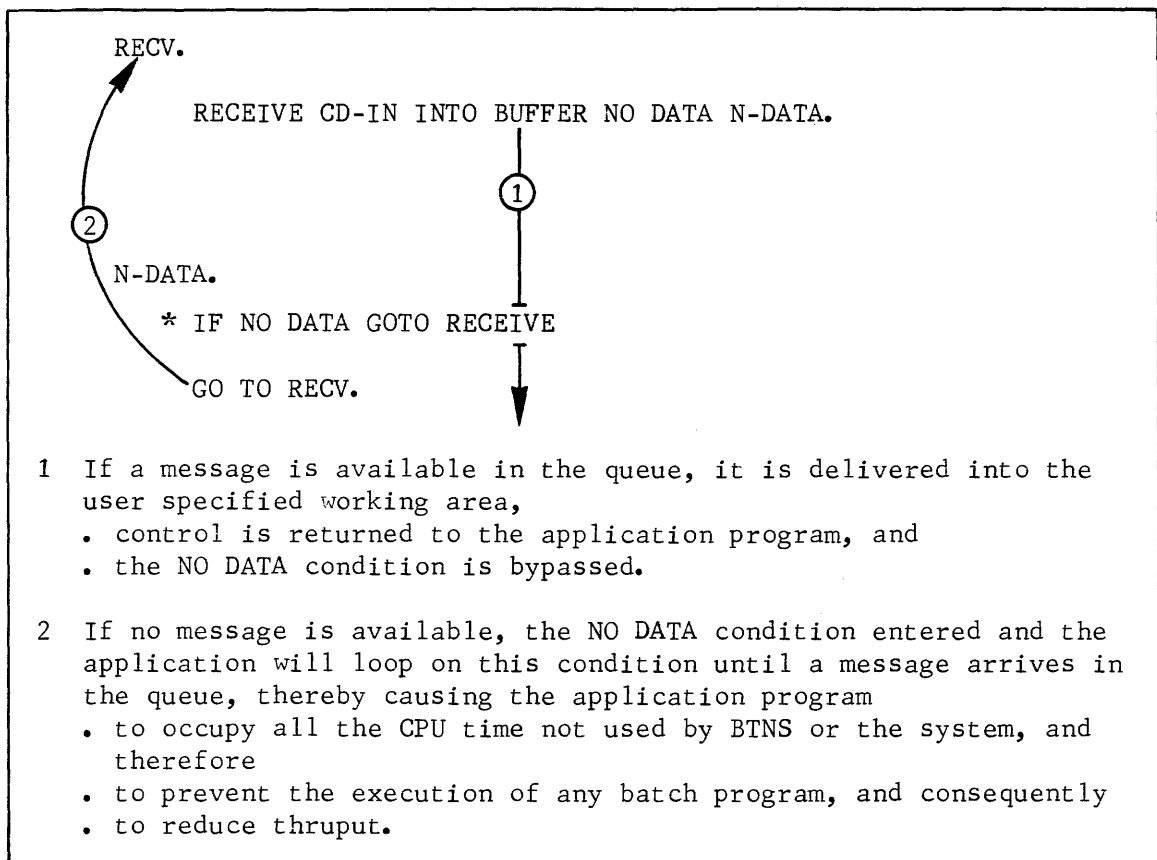 RECV.
RECEIVE CD-IN INTO BUFFER NO DATA N-DATA.
1
2
N-DATA.
* IF NO DATA GOTO RECEIVE
GO TO RECV.
1 If a message is available in the queue, it is delivered into the
user specified working area,
. control is returned to the application program, and
. the NO DATA condition is bypassed.
2 If no message is available, the NO DATA condition entered and the
application will loop on this condition until a message arrives in
the queue, thereby causing the application program
. to occupy all the CPU time not used by BTNS or the system, and
therefore
. to prevent the execution of any batch program, and consequently
. to reduce thruput.